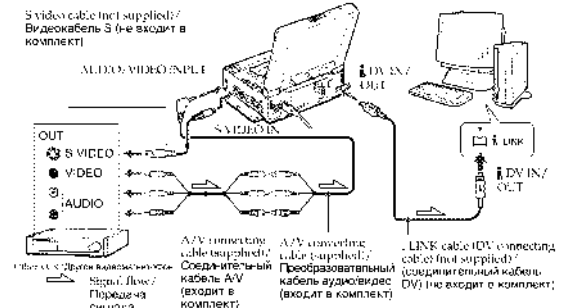 S video cable (not supplied)/
Видеокабель S (не входит в
комплект)
AUDIO/VIDEO INPUT
DV IN/
OUT
S VIDEO IN
OUT
S VIDEO
VIDEO
AUDIO
i LINK
DV IN/
OUT
Signal flow/
Передача
сигнала
A/V connecting
cable (supplied)/
Соединительный
кабель A/V
(входит в
комплект)
A/V converting
cable (supplied)/
Преобразовательный
кабель аудио/видео
(входит в комплект)
i.LINK cable (DV connecting
cable) (not supplied)/
(соединительный кабель
DV) (не входит в комплект)